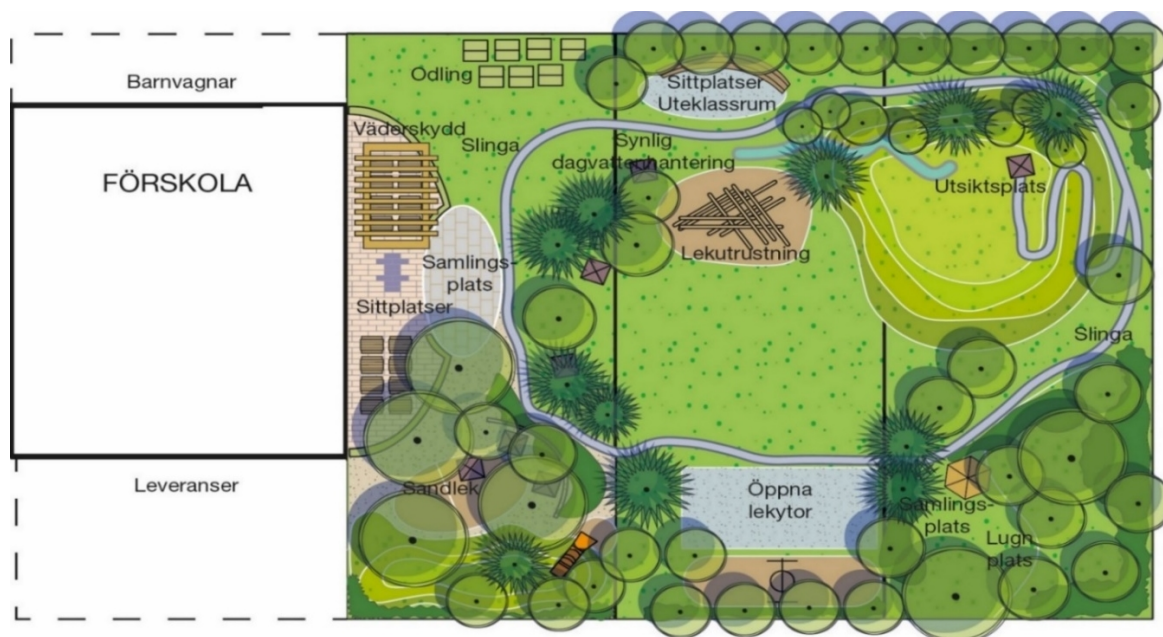 Barnvagnar
FÖRSKOLA
Leveranser
Väderskydd
Odling
Slinga
Sittplatser
Uteklassrum
Synlig
dagvattenhantering
Utsiktsplats
Lekutrustning
Samlings-
plats
Sittplatser
Slinga
Sandlek
Öppna
lekytor
Samlings-
plats
Lugn
plats